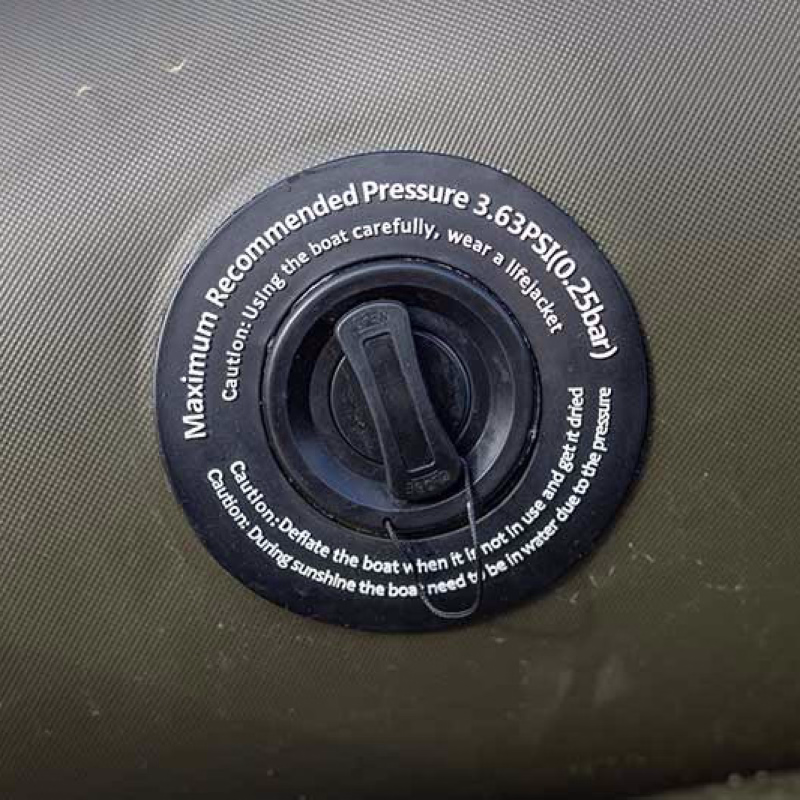 Maximum Recommended Pressure 3.63PSI(0.25bar)
Caution: Using the boat carefully, wear a lifejacket
OPEN
CLOSE
Caution: Deflate the boat when it is not in use and get it dried
Caution: During sunshine the boat need to be in water due to the pressure